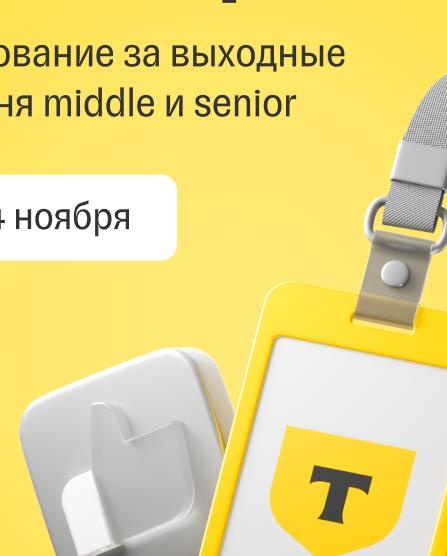 ование за выходные
ня middle и senior
4 ноября
Т